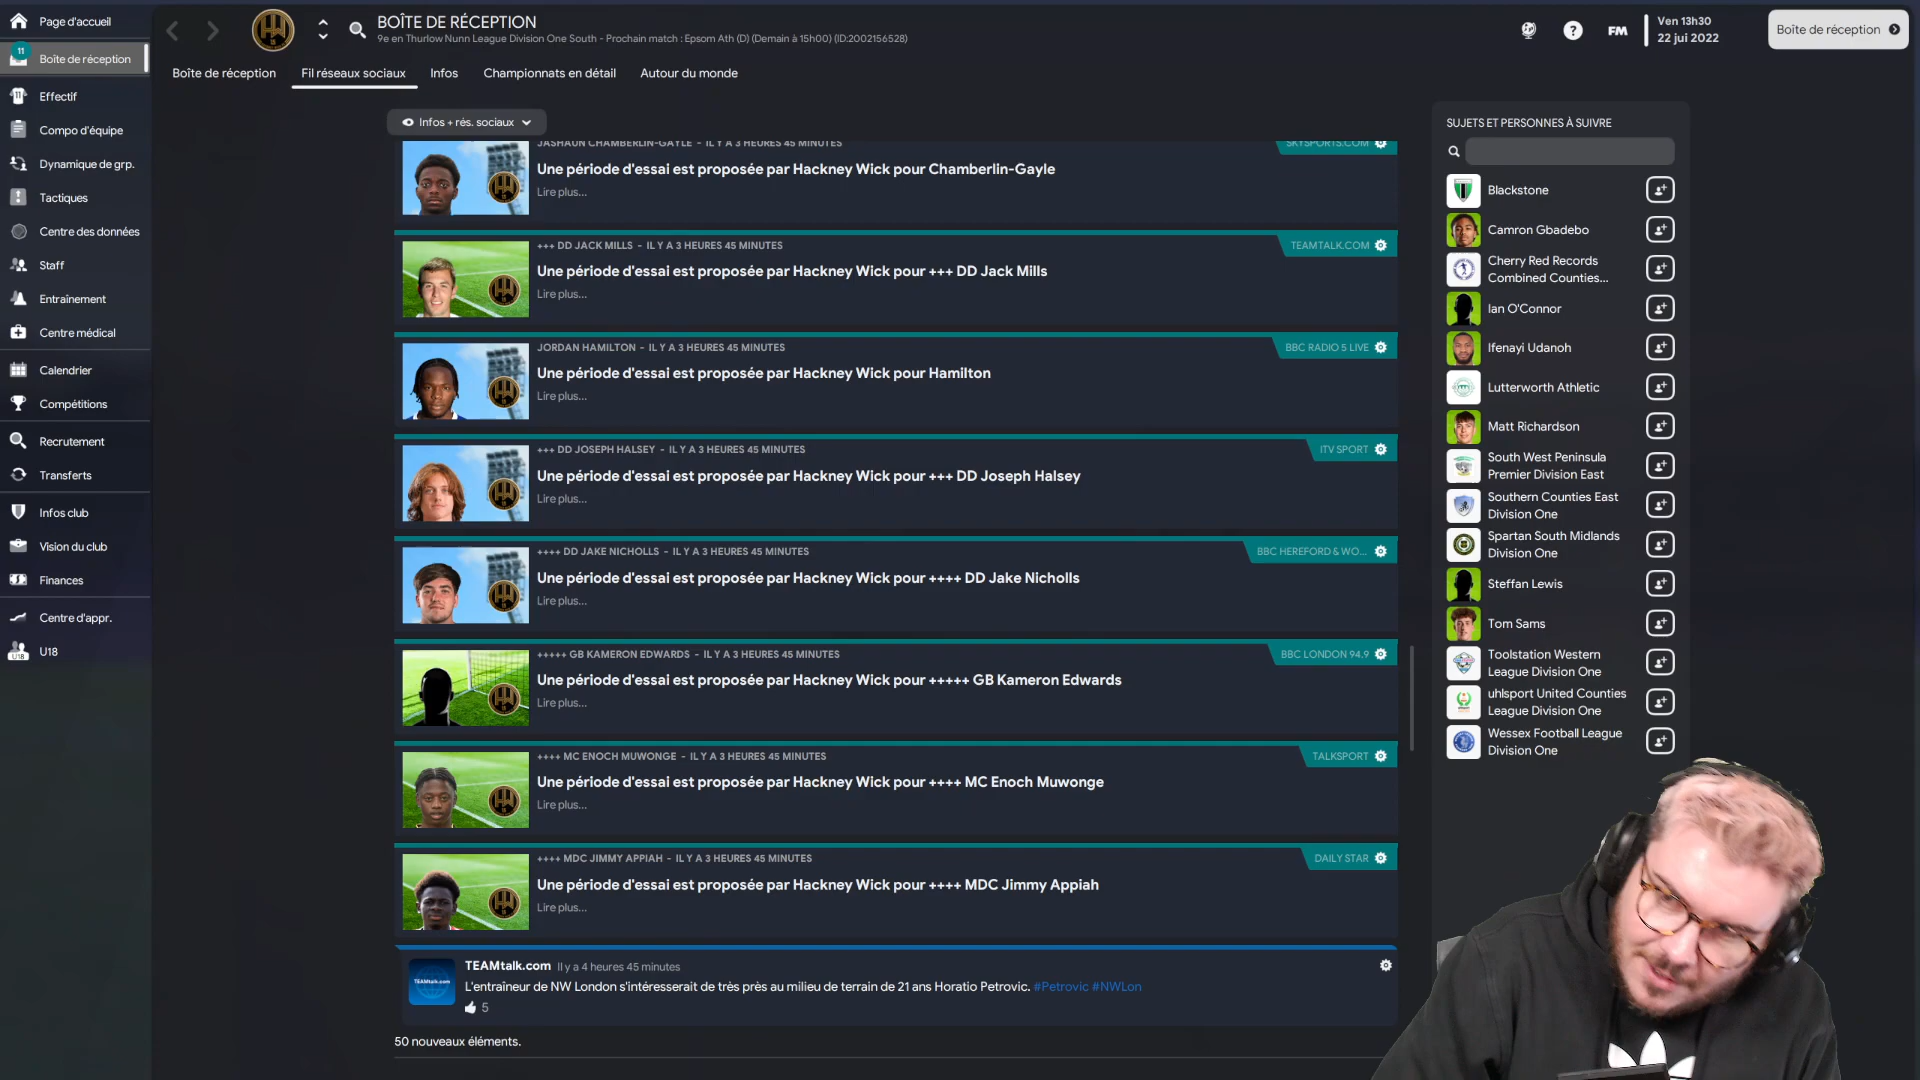 Page d'accueil
11
Boîte de réception
Effectif
Compo d'équipe
Dynamique de grp.
Tactiques
Centre des données
Staff
Entraînement
Centre médical
Calendrier
Compétitions
Recrutement
Transferts
Infos club
Vision du club
Finances
Centre d'appr.
U18
U18
BOÎTE DE RÉCEPTION
9e en Thurlow Nunn League Division One South - Prochain match : Epsom Ath (D) (Demain à 15h00) (ID:2002156528)
FM
Ven 13h30
22 jui 2022
Boîte de réception
Boîte de réception
Fil réseaux sociaux
Infos
Championnats en détail
Autour du monde
Infos + rés. sociaux
JASHAUN CHAMBERLIN-GAYLE - IL Y A 3 HEURES 45 MINUTES
SKYSPORTS.COM
Une période d'essai est proposée par Hackney Wick pour Chamberlin-Gayle
Lire plus...
+++ DD JACK MILLS - IL Y A 3 HEURES 45 MINUTES
TEAMTALK.COM
Une période d'essai est proposée par Hackney Wick pour +++ DD Jack Mills
Lire plus...
JORDAN HAMILTON - IL Y A 3 HEURES 45 MINUTES
BBC RADIO 5 LIVE
Une période d'essai est proposée par Hackney Wick pour Hamilton
Lire plus...
+++ DD JOSEPH HALSEY - IL Y A 3 HEURES 45 MINUTES
ITV SPORT
Une période d'essai est proposée par Hackney Wick pour +++ DD Joseph Halsey
Lire plus...
++++ DD JAKE NICHOLLS - IL Y A 3 HEURES 45 MINUTES
BBC HEREFORD & WO...
Une période d'essai est proposée par Hackney Wick pour ++++ DD Jake Nicholls
Lire plus...
+++++ GB KAMERON EDWARDS - IL Y A 3 HEURES 45 MINUTES
BBC LONDON 94.9
Une période d'essai est proposée par Hackney Wick pour +++++ GB Kameron Edwards
Lire plus...
++++ MC ENOCH MUWONGE - IL Y A 3 HEURES 45 MINUTES
TALKSPORT
Une période d'essai est proposée par Hackney Wick pour ++++ MC Enoch Muwonge
Lire plus...
++++ MDC JIMMY APPIAH - IL Y A 3 HEURES 45 MINUTES
DAILY STAR
Une période d'essai est proposée par Hackney Wick pour ++++ MDC Jimmy Appiah
Lire plus...
TEAMtalk.com
TEAMtalk.com Il y a 4 heures 45 minutes
L'entraîneur de NW London s'intéresserait de très près au milieu de terrain de 21 ans Horatio Petrovic. #Petrovic #NWLon
5
50 nouveaux éléments.
SUJETS ET PERSONNES À SUIVRE
Blackstone
Camron Gbadebo
Cherry Red Records
Combined Counties...
Ian O'Connor
Ifenayi Udanoh
Lutterworth Athletic
Matt Richardson
South West Peninsula
Premier Division East
Southern Counties East
Division One
Spartan South Midlands
Division One
Steffan Lewis
Tom Sams
Toolstation Western
League Division One
uhlsport United Counties
League Division One
Wessex Football League
Division One